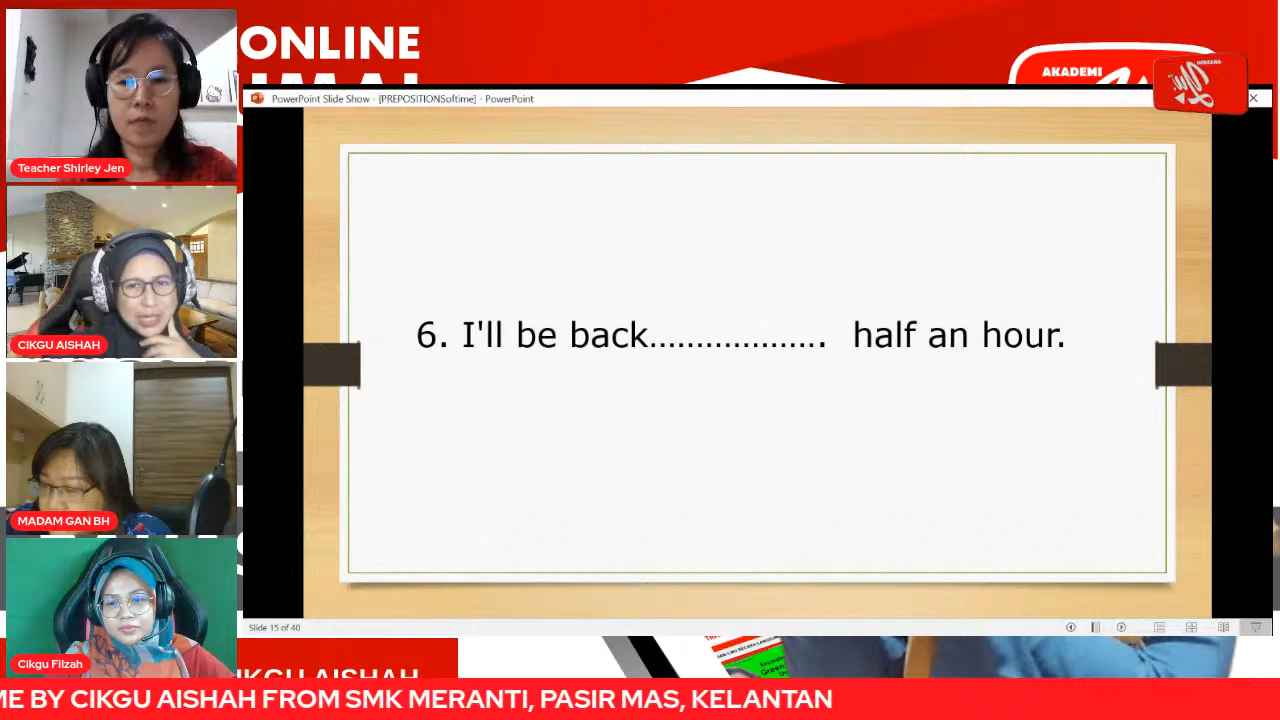 ONLINE
AKADEMI
PowerPoint Slide Show - [PREPOSITIONSoftime] - PowerPoint
Teacher Shirley Jen
CIKGU AISHAH
MADAM GAN BH
Cikgu Filzah
6. I'll be back.................. half an hour.
Slide 15 of 40
IKGU AISHAH
ME BY CIKGU AISHAH FROM SMK MERANTI, PASIR MAS, KELANTAN